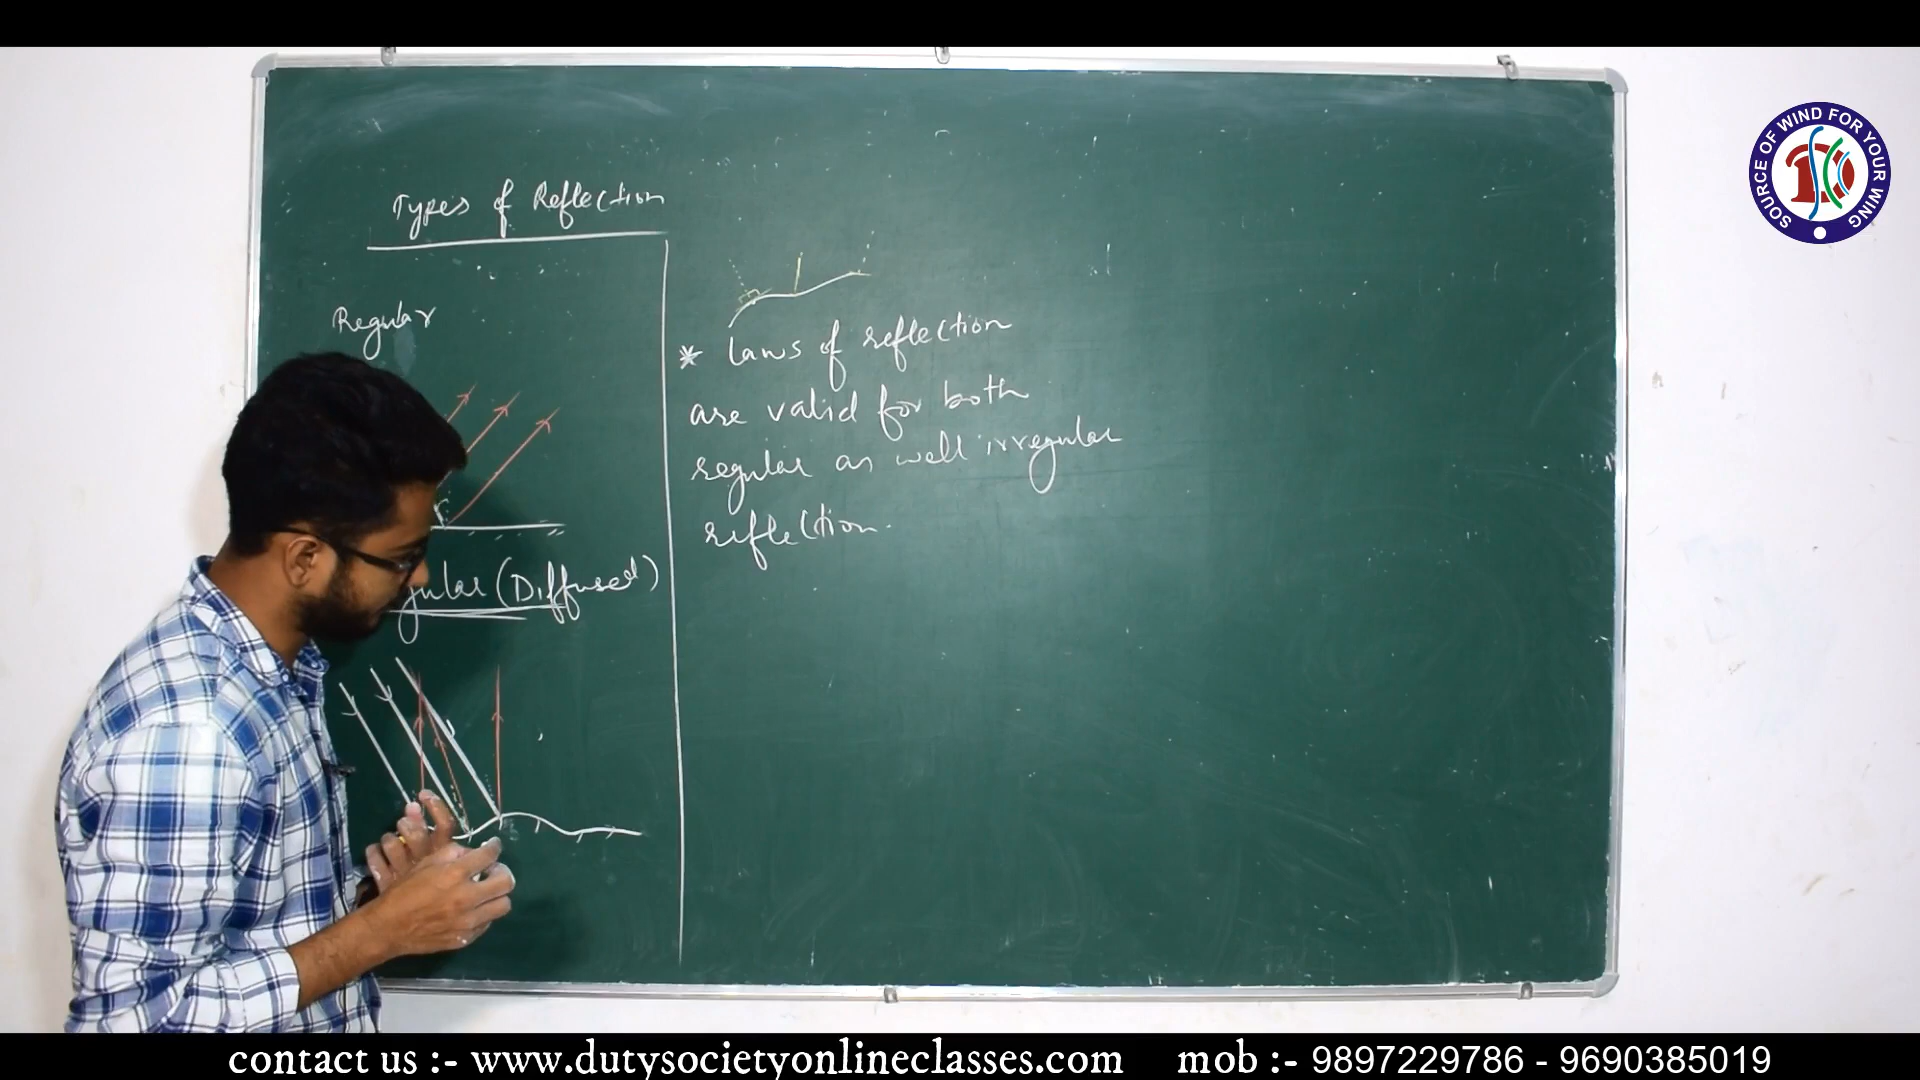 Types of Reflection
Regular
gular (Diffused)
* Laws of reflection
are valid for both
regular as well irregular
reflection.
SOURCE OF WIND FOR YOUR WING
contact us :- www.dutysocietyonlineclasses.com mob :- 9897229786 - 9690385019